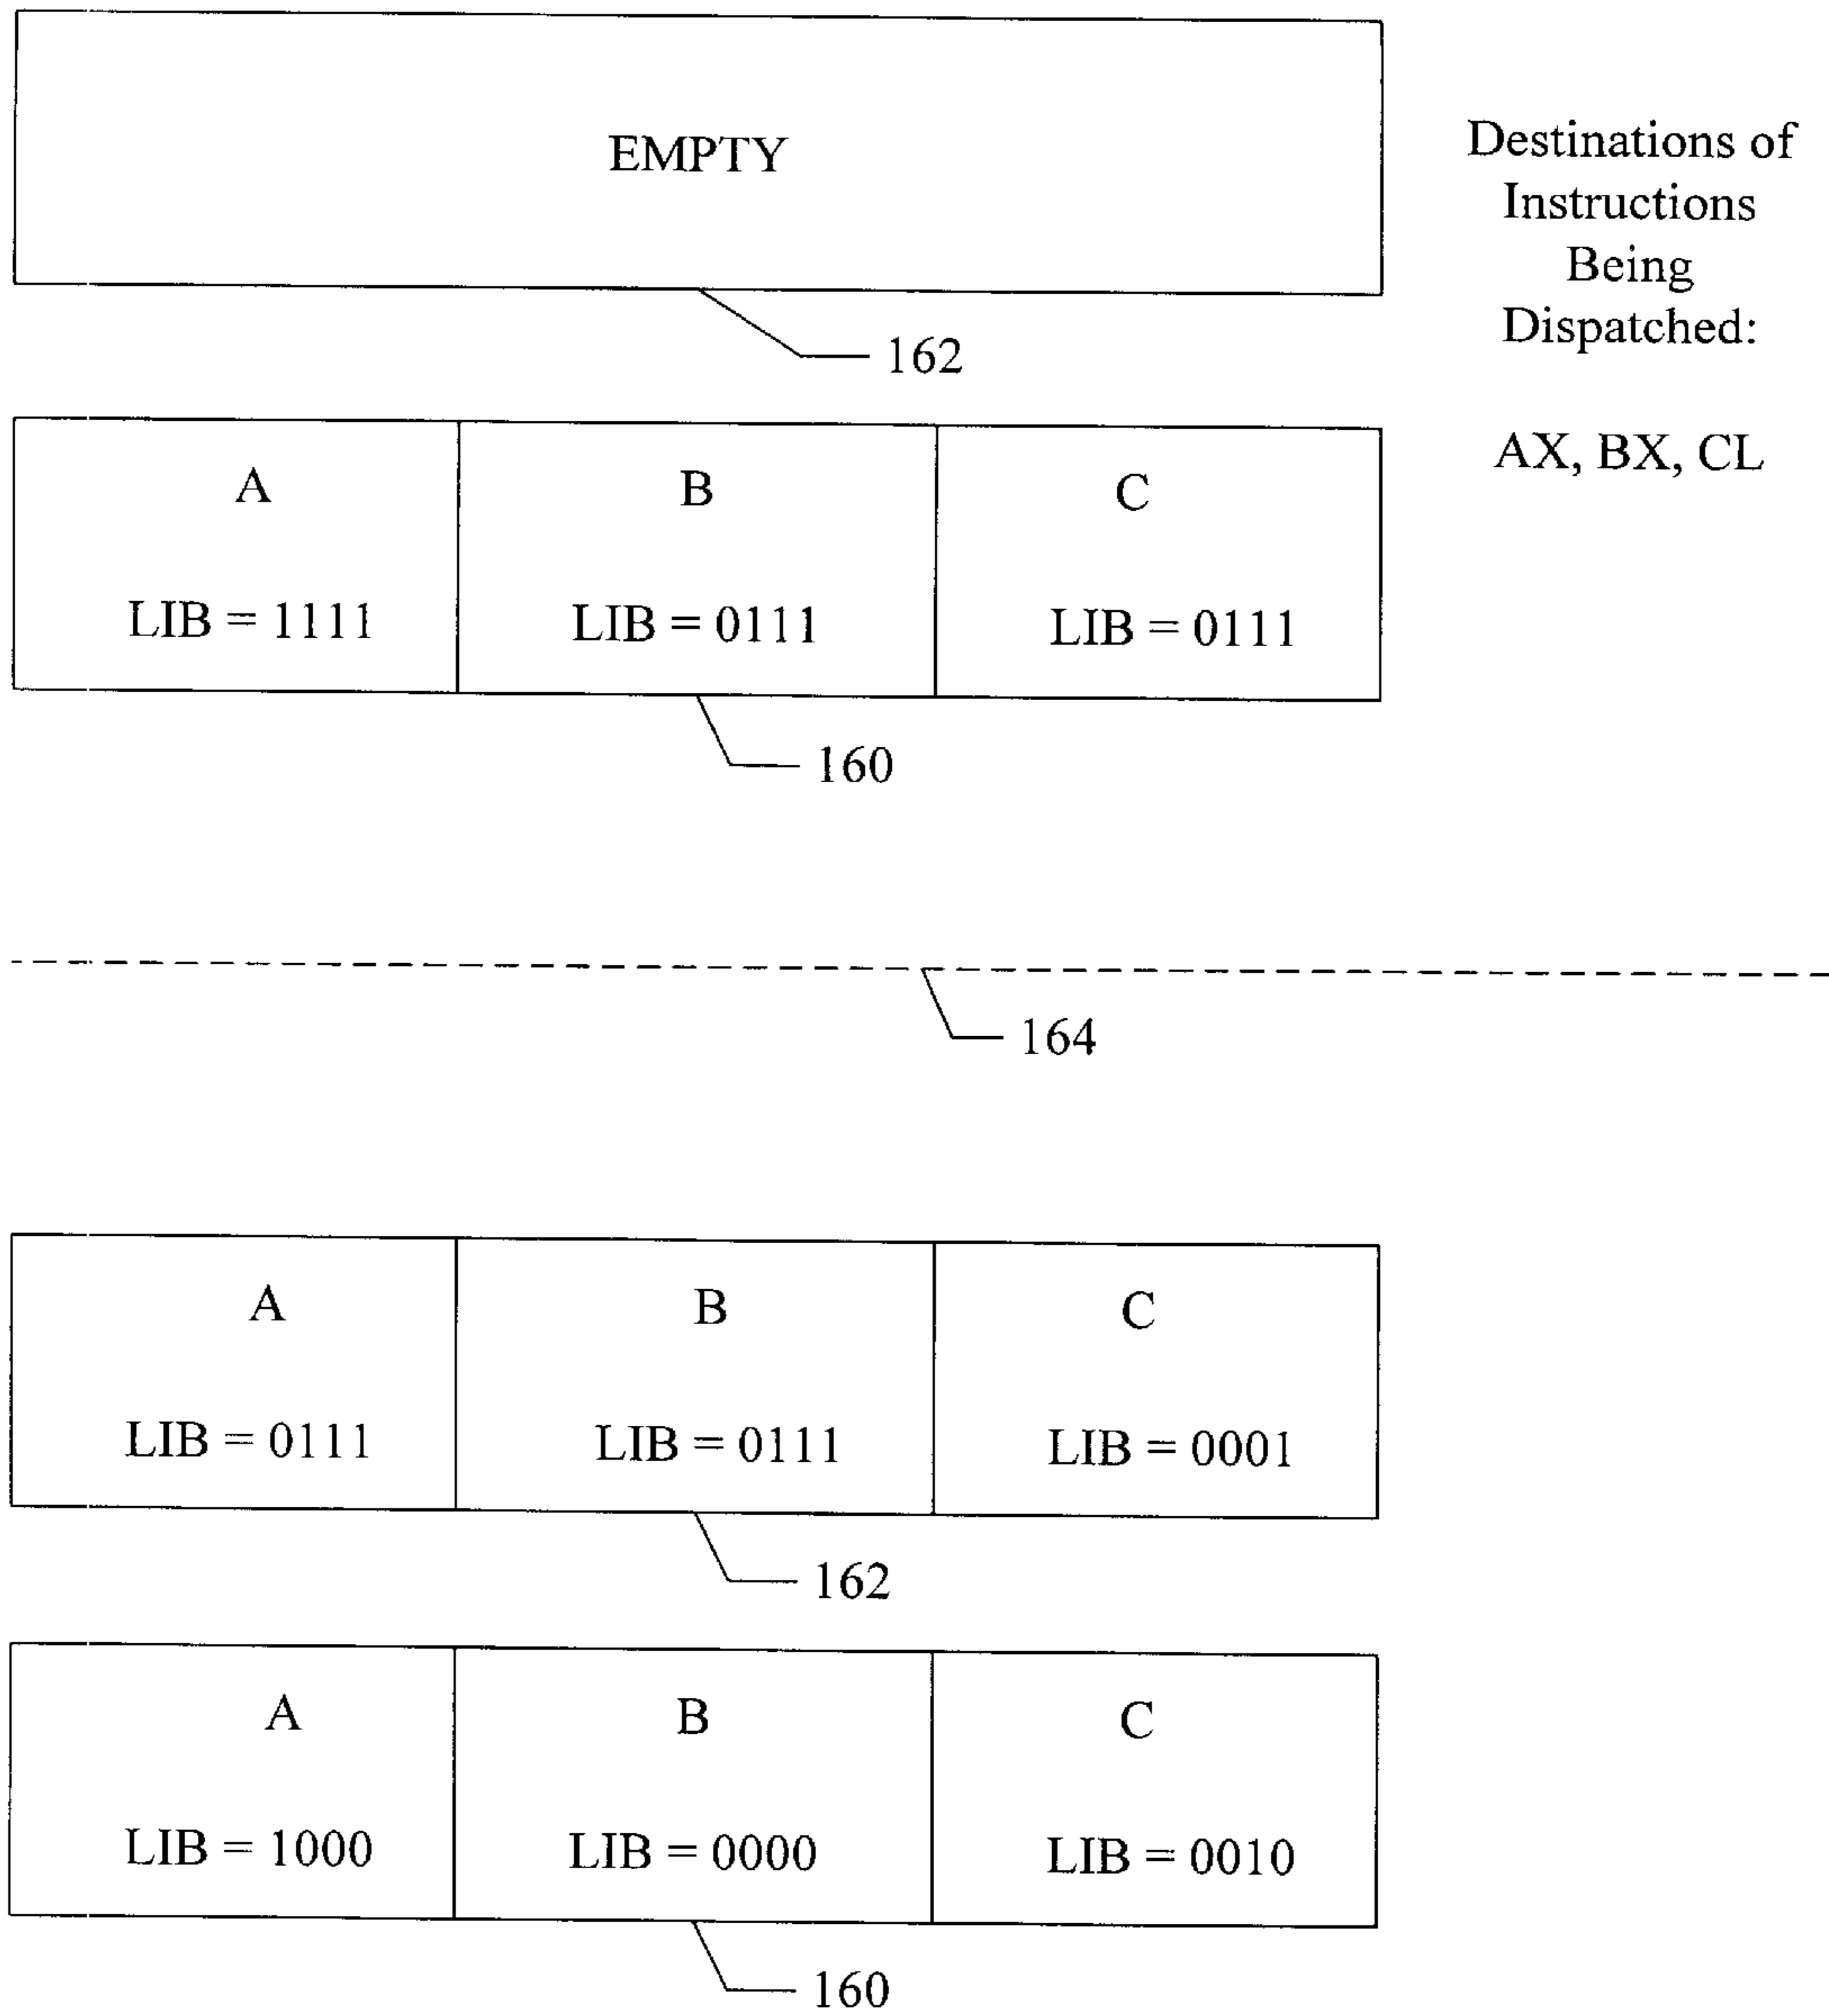 EMPTY
Destinations of
Instructions
Being
Dispatched:
AX, BX, CL
162
A
B
C
LIB = 1111
LIB = 0111
LIB = 0111
160
164
A
B
C
LIB = 0111
LIB = 0111
LIB = 0001
162
A
B
C
LIB = 1000
LIB = 0000
LIB = 0010
160